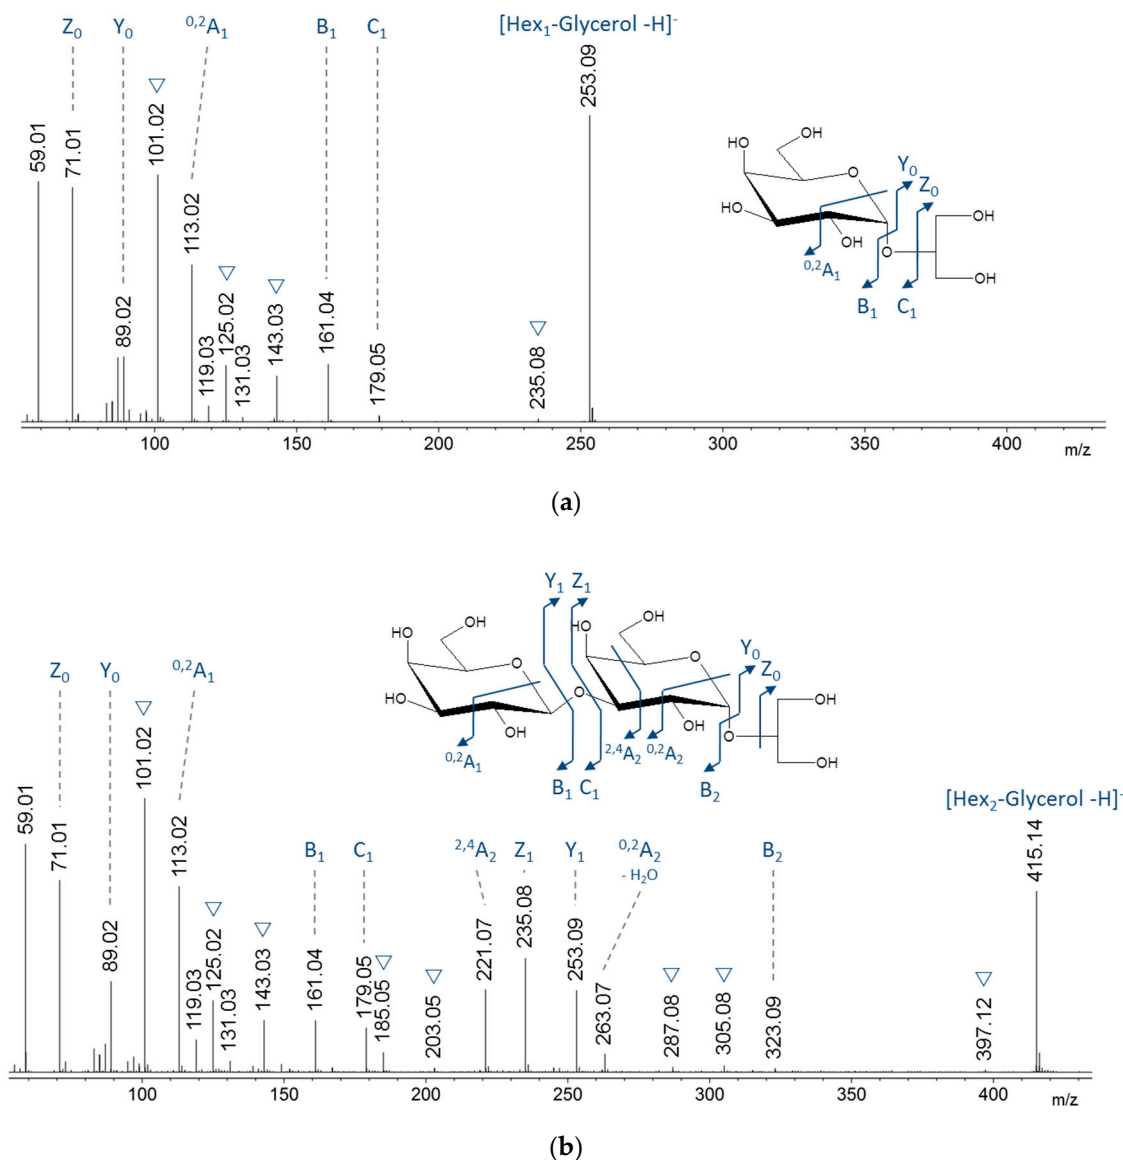 Z0 Y0 0,2A1 B1 C1 [Hex1-Glycerol -H]-
59.01 71.01 89.02 101.02 113.02 119.03 125.02 131.03 143.03 161.04 179.05 235.08 253.09
OH
HO
O
Y0
Z0
HO
OH
OH
O
0,2A1
OH
B1 C1
100 150 200 250 300 350 400
m/z
(a)
Y1 Z1
OH OH
HO HO
O O
Y0
Z0
HO
O
OH
OH
OH
O
0,2A1
2,4A2 0,2A2
OH
B1 C1
B2
Z0 Y0 0,2A1 B1 C1 2,4A2 Z1 Y1 0,2A2 B2 [Hex2-Glycerol -H]-
- H2O
59.01 71.01 89.02 101.02 113.02 119.03 125.02 131.03 143.03 161.04 179.05 185.05 203.05 221.07 235.08 253.09 263.07 287.08 305.08 323.09 397.12 415.14
100 150 200 250 300 350 400
m/z
(b)